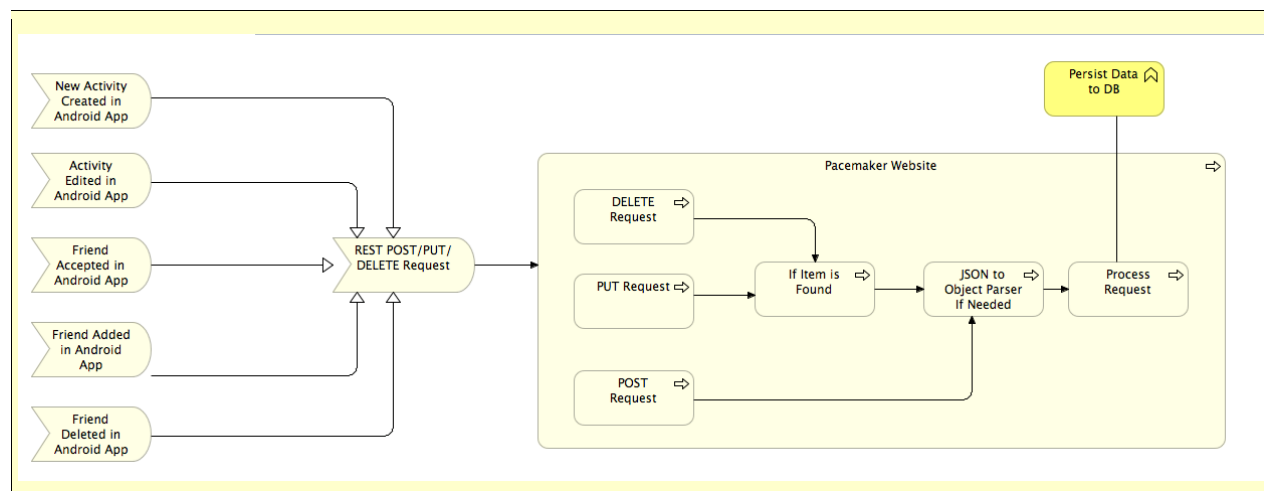 New Activity
Created in
Android App
Activity
Edited in
Android App
Friend
Accepted in
Android App
Friend Added
in Android
App
Friend
Deleted in
Android App
REST POST/PUT/
DELETE Request
Pacemaker Website
DELETE
Request
PUT Request
POST
Request
If Item is
Found
JSON to
Object Parser
If Needed
Process
Request
Persist Data
to DB